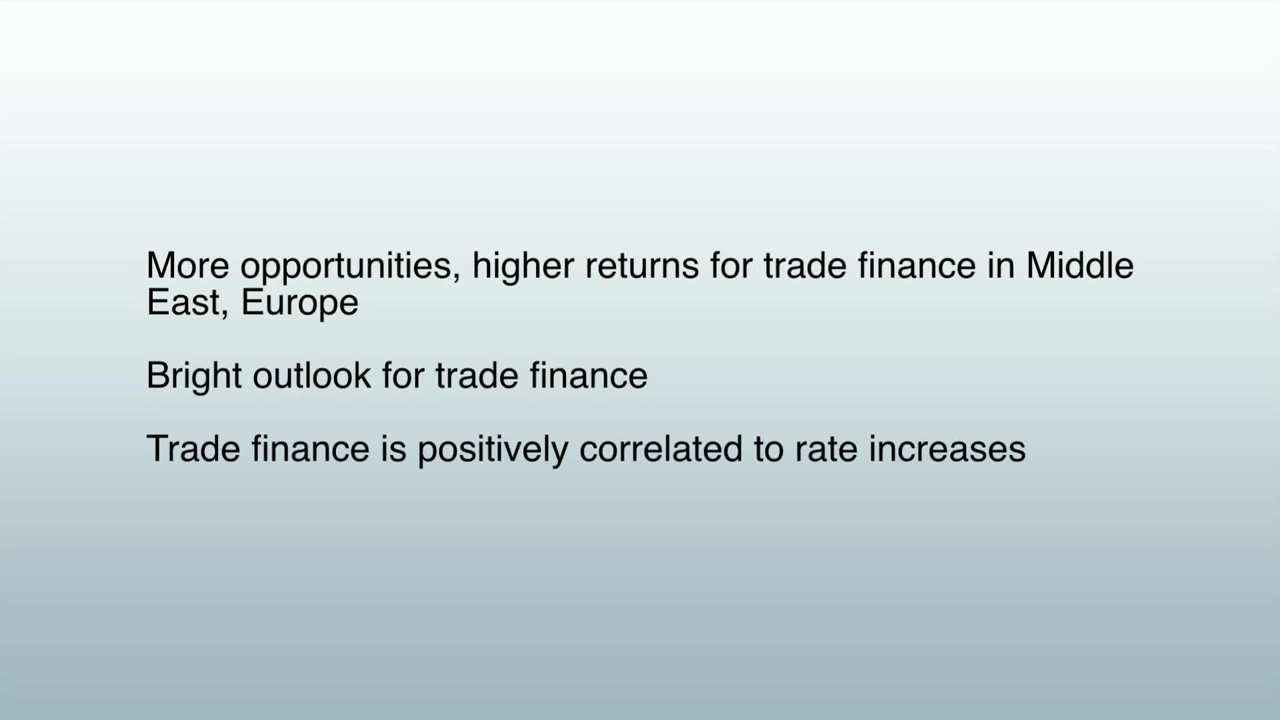 More opportunities, higher returns for trade finance in Middle
East, Europe
Bright outlook for trade finance
Trade finance is positively correlated to rate increases